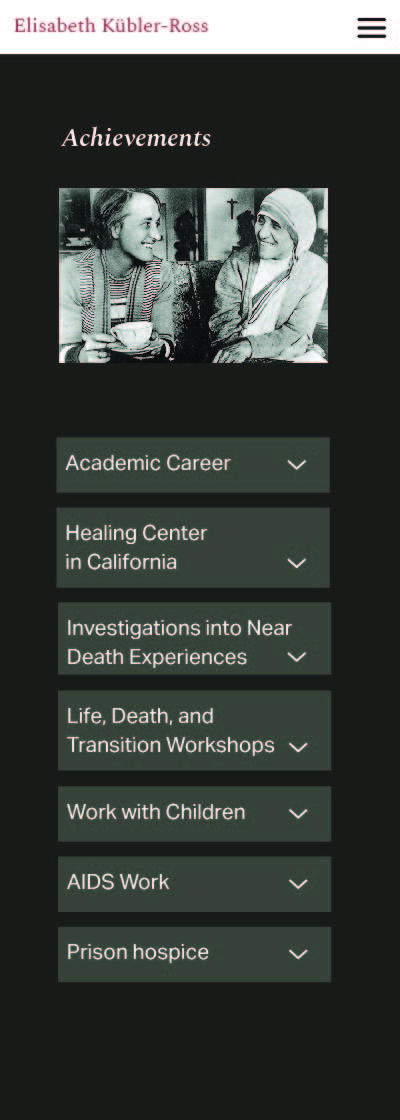 Elisabeth Kübler-Ross
Achievements
Academic Career
Healing Center
in California
Investigations into Near
Death Experiences
Life, Death, and
Transition Workshops
Work with Children
AIDS Work
Prison hospice